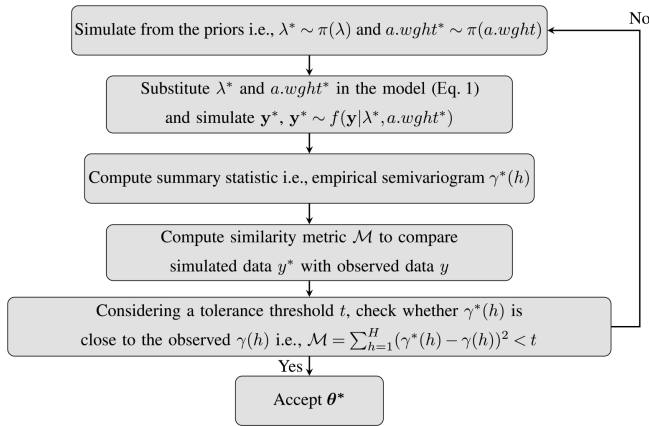 No
Simulate from the priors i.e., λ* ∼ π(λ) and a.wght* ∼ π(a.wght)
Substitute λ* and a.wght* in the model (Eq. 1)
and simulate y*, y* ∼ f(y|λ*, a.wght*)
Compute summary statistic i.e., empirical semivariogram γ*(h)
Compute similarity metric ℳ to compare
simulated data y* with observed data y
Considering a tolerance threshold t, check whether γ*(h) is
close to the observed γ(h) i.e., ℳ = ∑_{h=1}^{H}(γ*(h) − γ(h))² < t
Yes
Accept θ*